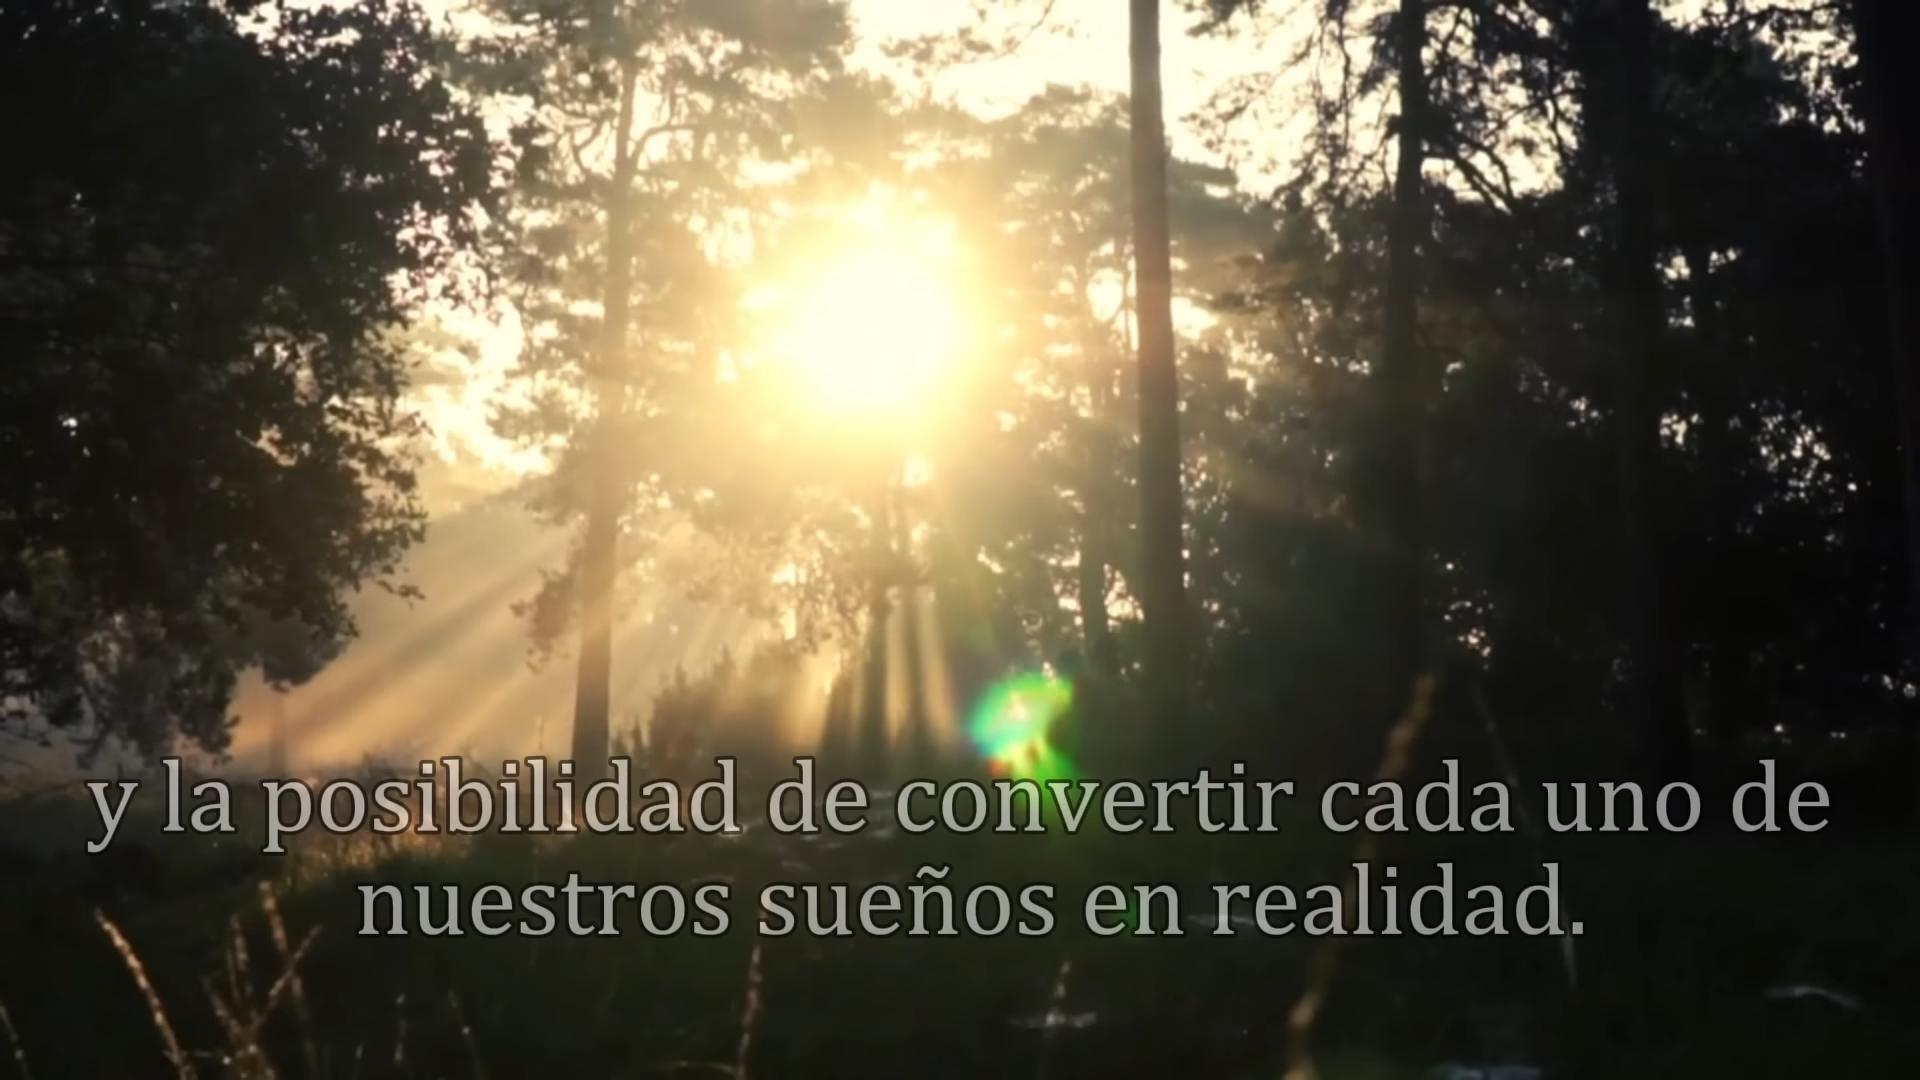 y la posibilidad de convertir cada uno de
nuestros sueños en realidad.